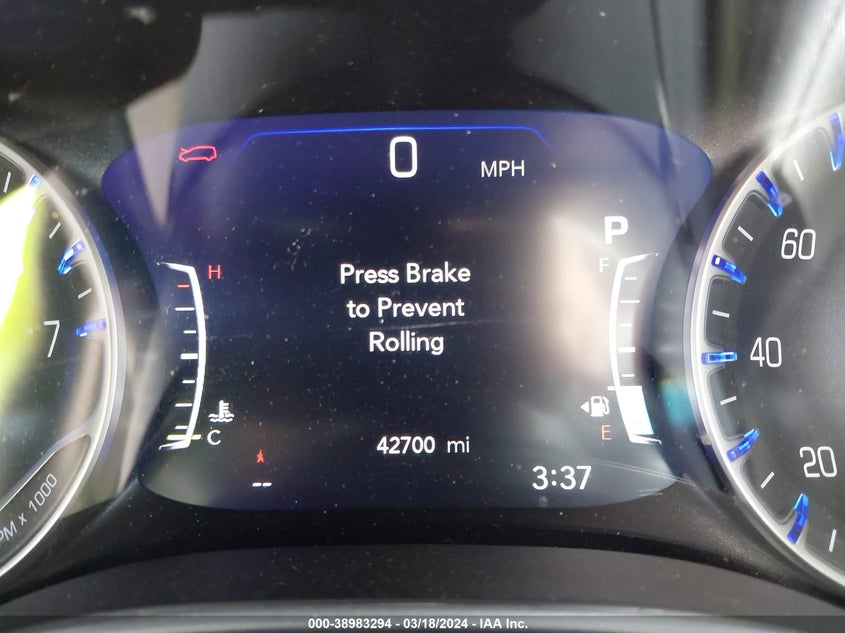 0 MPH
P
H
F
Press Brake
to Prevent
Rolling
7
60
40
20
C
E
42700 mi
--
3:37
PM x 1000
000-38983294 - 03/18/2024 - IAA Inc.